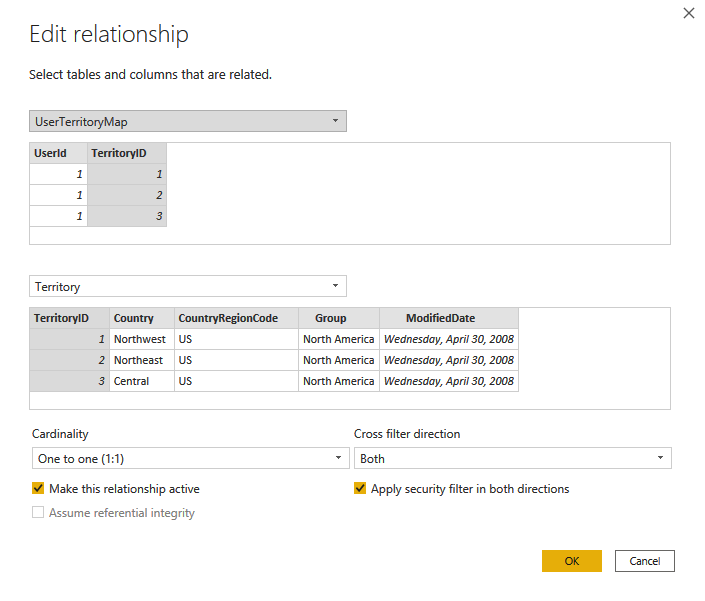 Edit relationship
Select tables and columns that are related.
UserTerritoryMap
UserId TerritoryID
1 1
1 2
1 3
Territory
TerritoryID Country CountryRegionCode Group ModifiedDate
1 Northwest US North America Wednesday, April 30, 2008
2 Northeast US North America Wednesday, April 30, 2008
3 Central US North America Wednesday, April 30, 2008
Cardinality Cross filter direction
One to one (1:1) Both
Make this relationship active Apply security filter in both directions
Assume referential integrity
OK Cancel